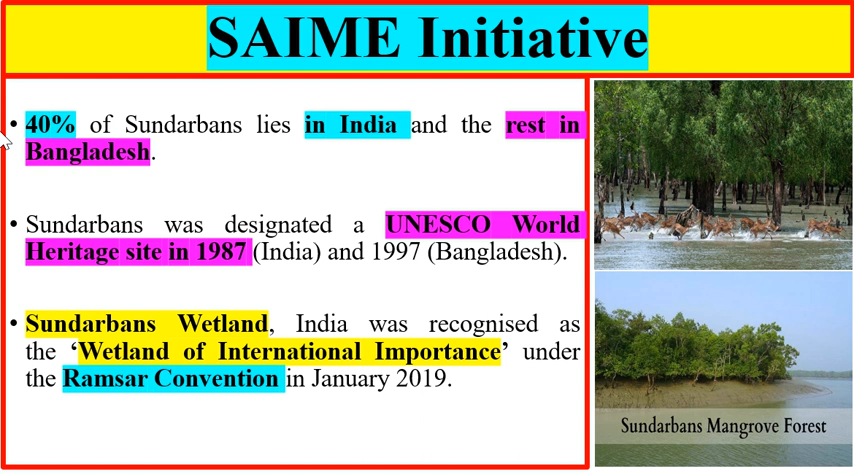 SAIME Initiative
• 40% of Sundarbans lies in India and the rest in
Bangladesh.
• Sundarbans was designated a UNESCO World
Heritage site in 1987 (India) and 1997 (Bangladesh).
• Sundarbans Wetland, India was recognised as
the ‘Wetland of International Importance’ under
the Ramsar Convention in January 2019.
Sundarbans Mangrove Forest